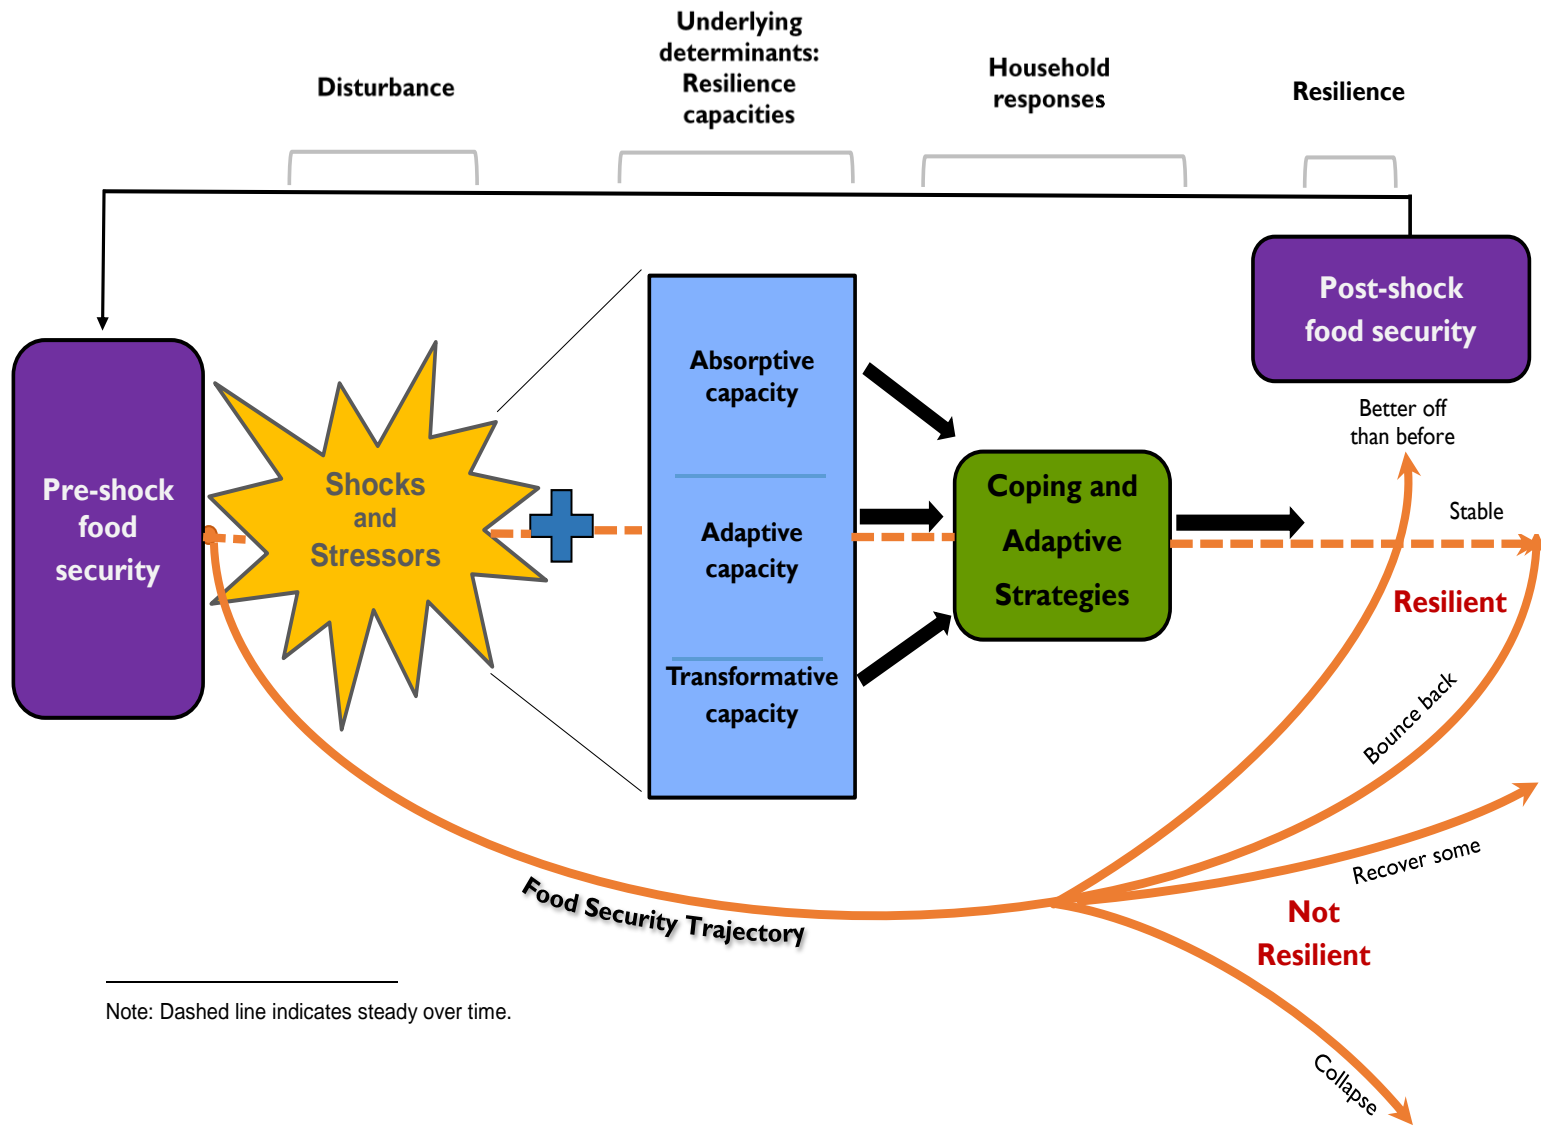 Disturbance
Underlying
determinants:
Resilience
capacities
Household
responses
Resilience
Pre-shock
food
security
Shocks
and
Stressors
Absorptive
capacity
Adaptive
capacity
Transformative
capacity
Coping and
Adaptive
Strategies
Post-shock
food security
Better off
than before
Stable
Resilient
Bounce back
Recover some
Not
Resilient
Collapse
Food Security Trajectory
Note: Dashed line indicates steady over time.